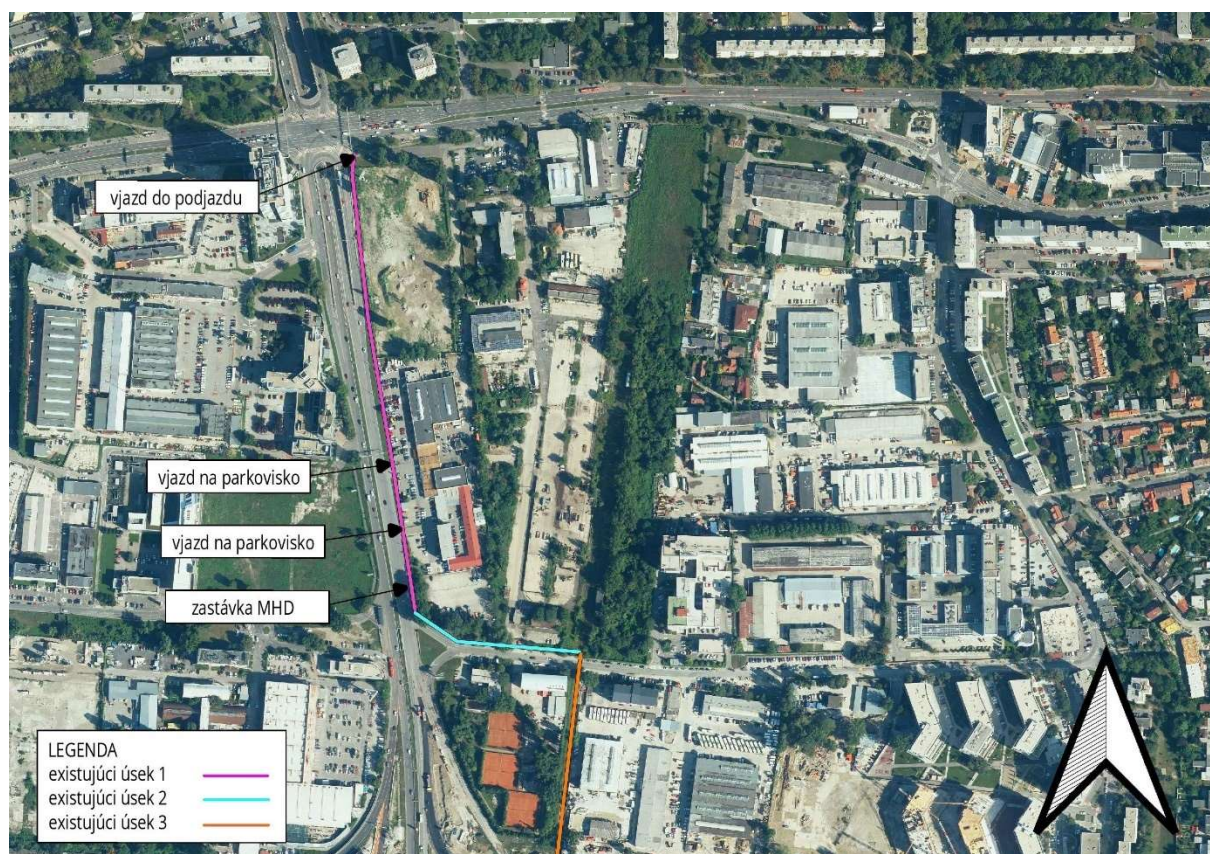 vjazd do podjazdu
vjazd na parkovisko
vjazd na parkovisko
zastávka MHD
LEGENDA
existujúci úsek 1
existujúci úsek 2
existujúci úsek 3